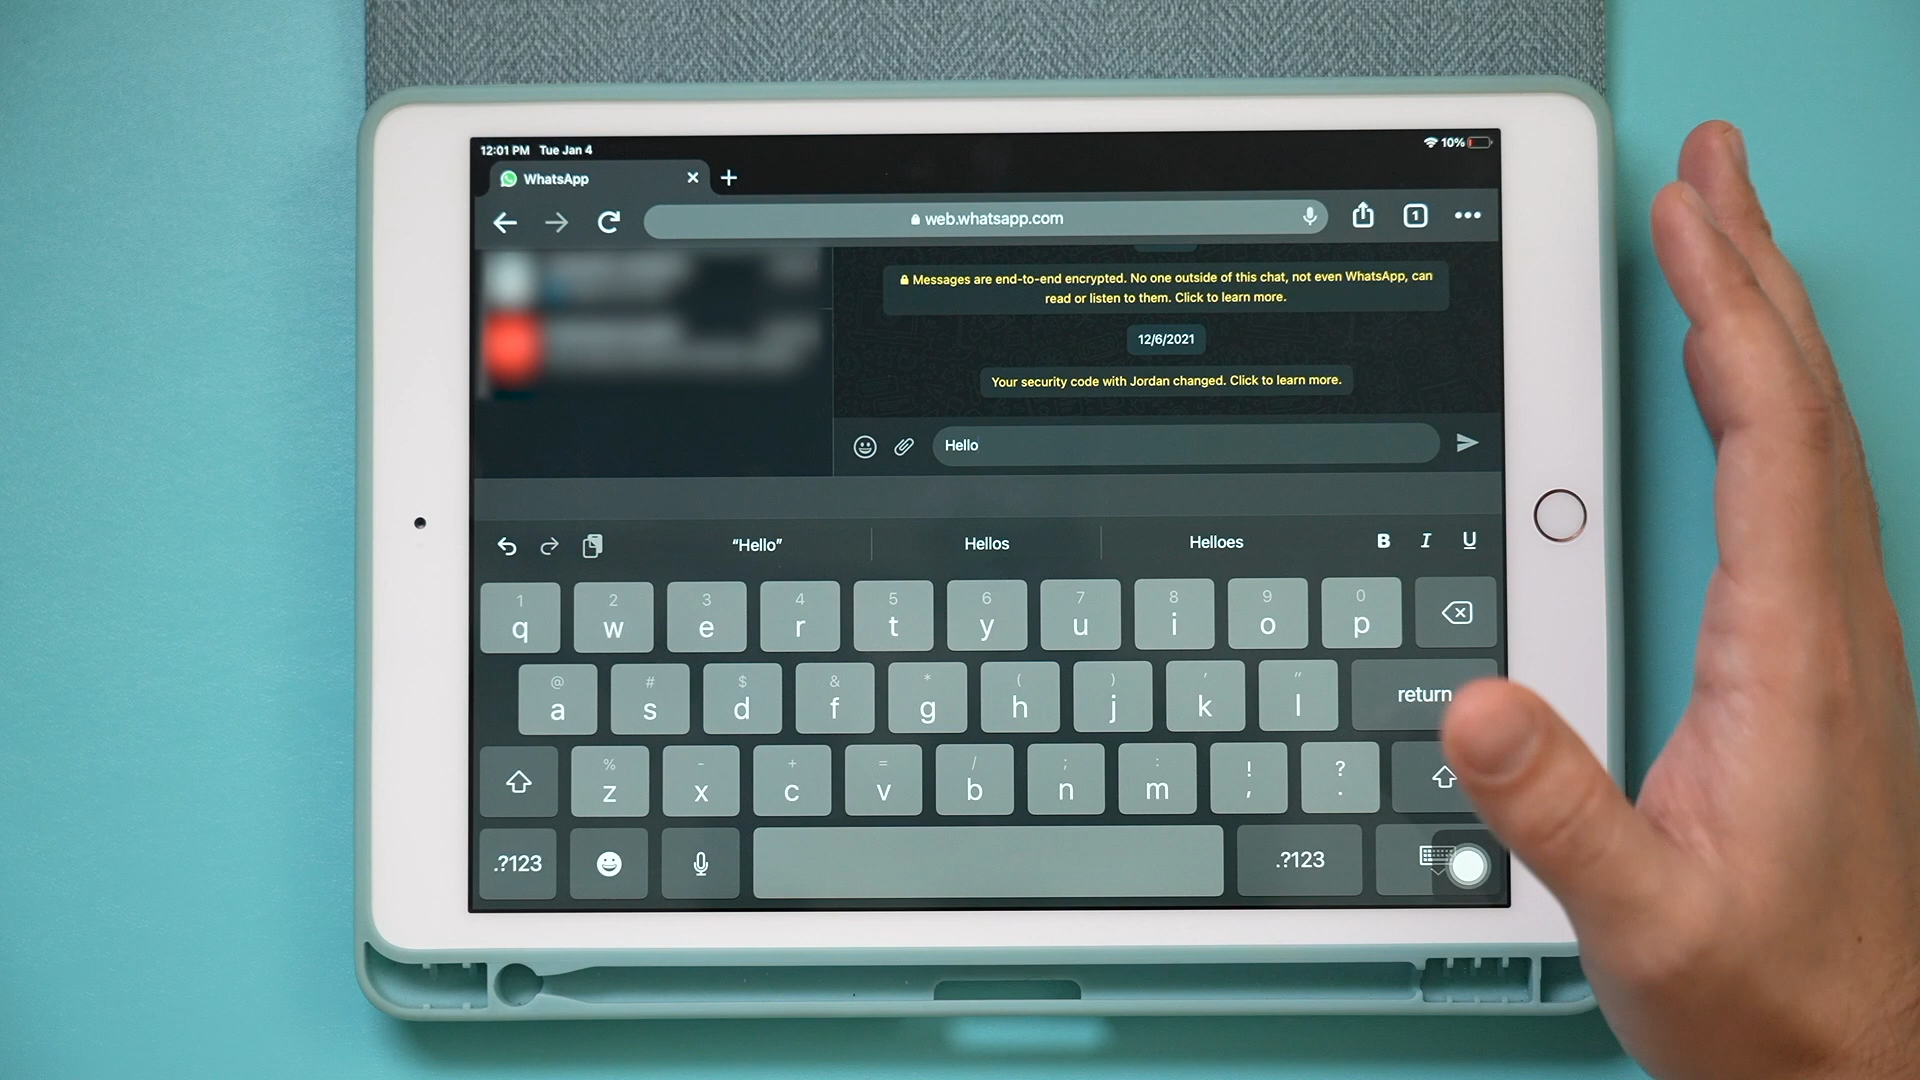 12:01 PM Tue Jan 4
10%
WhatsApp
web.whatsapp.com
1
Messages are end-to-end encrypted. No one outside of this chat, not even WhatsApp, can
read or listen to them. Click to learn more.
12/6/2021
Your security code with Jordan changed. Click to learn more.
Hello
“Hello” Hellos Helloes B I U
1 2 3 4 5 6 7 8 9 0
q w e r t y u i o p
@ # $ & * ( ) ' "
a s d f g h j k l return
% - + = / ; : ! ?
z x c v b n m , .
.?123 .?123